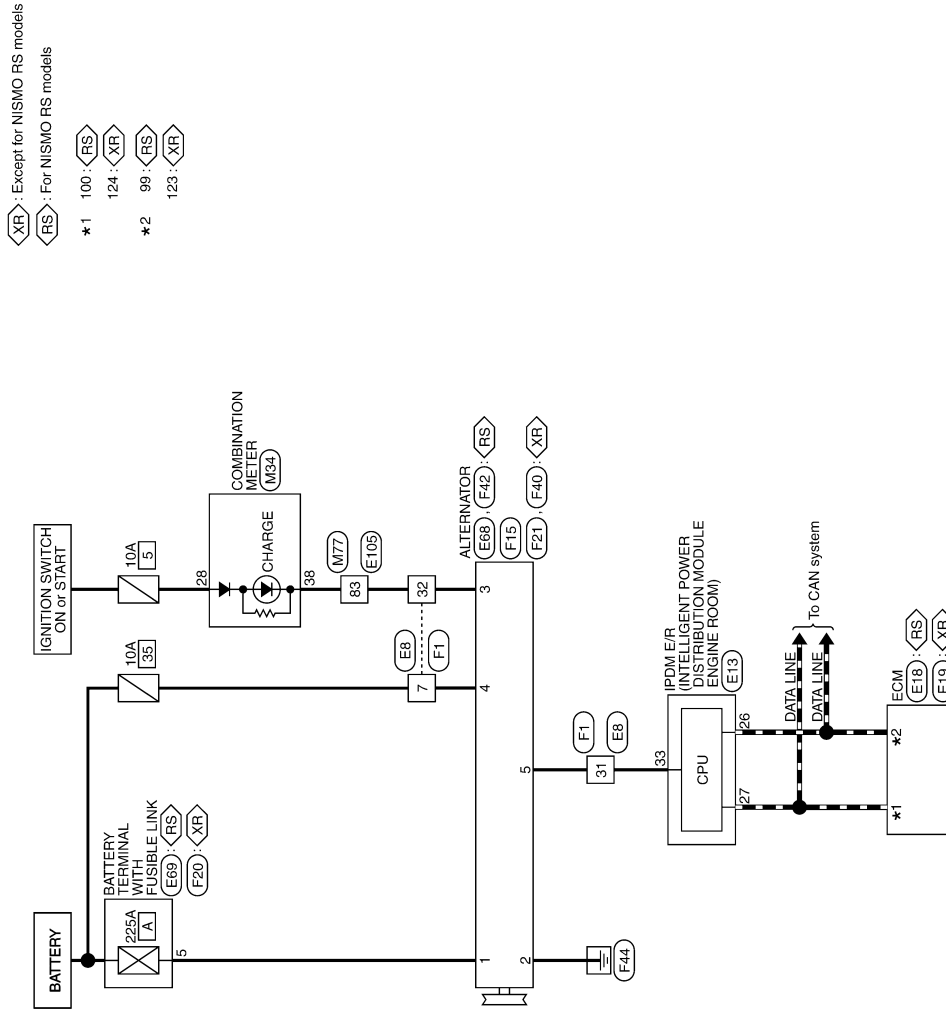 XR : Except for NISMO RS models
RS : For NISMO RS models
*1 100 : RS
124 : XR
*2 99 : RS
123 : XR
BATTERY
IGNITION SWITCH
ON or START
225A
A
BATTERY
TERMINAL
WITH
FUSIBLE LINK
E69 : RS
F20 : XR
5
10A
35
10A
5
28
CHARGE
COMBINATION
METER
M34
38
83
M77
E105
7
E8
F1
32
1
4
3
2
5
ALTERNATOR
E68 , F42 : RS
F15
F21 , F40 : XR
F44
31
F1
E8
33
CPU
IPDM E/R
(INTELLIGENT POWER
DISTRIBUTION MODULE
ENGINE ROOM)
E13
27
26
DATA LINE
DATA LINE
To CAN system
*1
*2
ECM
E18 : RS
E19 : XR